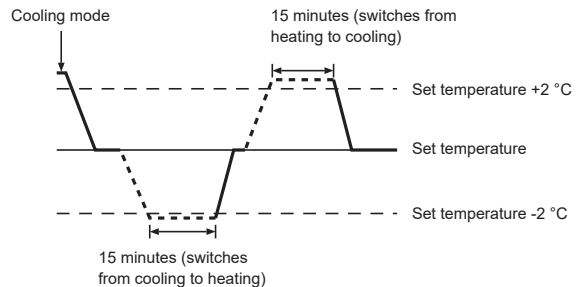 Cooling mode
15 minutes (switches from
heating to cooling)
Set temperature +2 °C
Set temperature
Set temperature -2 °C
15 minutes (switches
from cooling to heating)